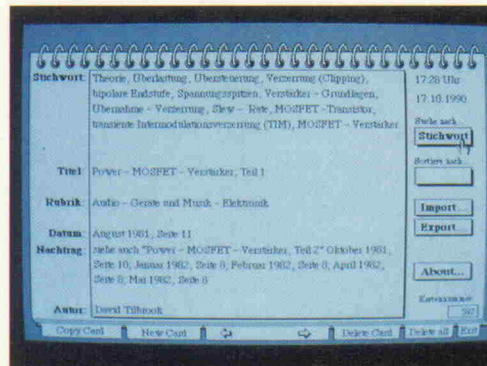 Stichwort: Theorie, Überlastung, Übersteuerung, Verzerrung (Clipping),
bipolare Endstufe, Spannungsspitzen, Verstärker - Grundlagen,
Übernahme - Verzerrung, Slew - Rate, MOSFET-Transistor,
transiente Intermodulationsverzerrung (TIM), MOSFET - Verstärker
Titel: Power - MOSFET - Verstärker, Teil 1
Rubrik: Audio - Geräte und Musik - Elektronik
Datum: August 1981, Seite 11
Nachtrag: siehe auch "Power - MOSFET - Verstärker, Teil 2" Oktober 1981,
Seite 10, Januar 1982, Seite 8, Februar 1982, Seite 8, April 1982,
Seite 8, Mai 1982, Seite 8
Autor: David Tilbrook
17:28 Uhr
17.10.1990
Suche nach...
Stichwort
Sortiere nach...
Import...
Export...
About...
Kartennummer
Copy Card
New Card
Delete Card
Delete all
Exit